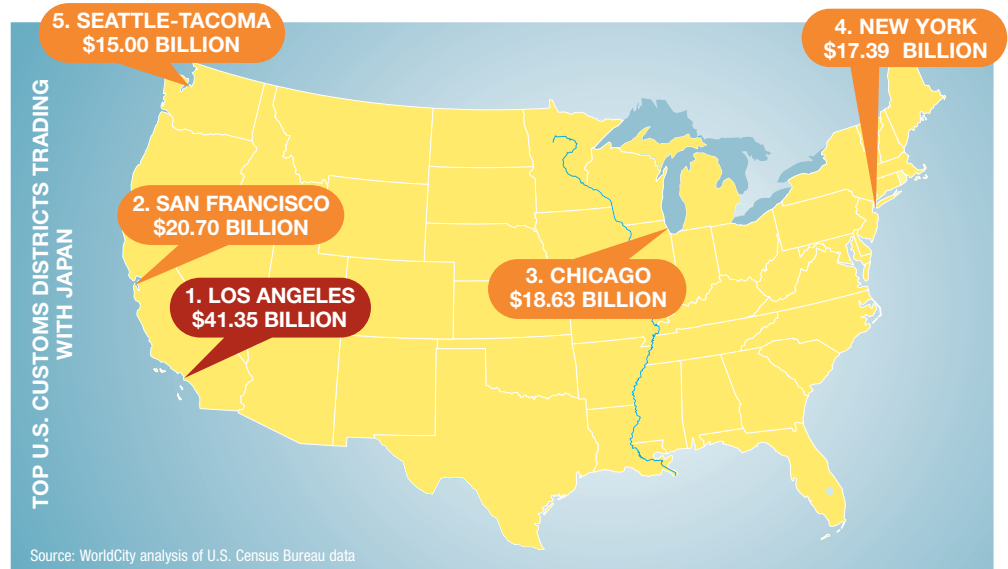 TOP U.S. CUSTOMS DISTRICTS TRADING
WITH JAPAN
5. SEATTLE-TACOMA
$15.00 BILLION
4. NEW YORK
$17.39 BILLION
2. SAN FRANCISCO
$20.70 BILLION
3. CHICAGO
$18.63 BILLION
1. LOS ANGELES
$41.35 BILLION
Source: WorldCity analysis of U.S. Census Bureau data